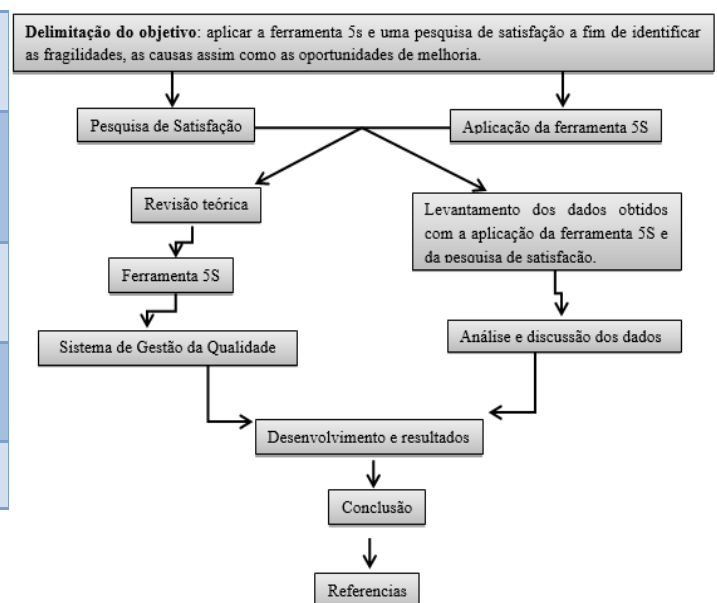 Delimitação do objetivo: aplicar a ferramenta 5s e uma pesquisa de satisfação a fim de identificar
as fragilidades, as causas assim como as oportunidades de melhoria.
Pesquisa de Satisfação
Aplicação da ferramenta 5S
Revisão teórica
Levantamento dos dados obtidos
com a aplicação da ferramenta 5S e
da pesquisa de satisfação.
Ferramenta 5S
Sistema de Gestão da Qualidade
Análise e discussão dos dados
Desenvolvimento e resultados
Conclusão
Referencias